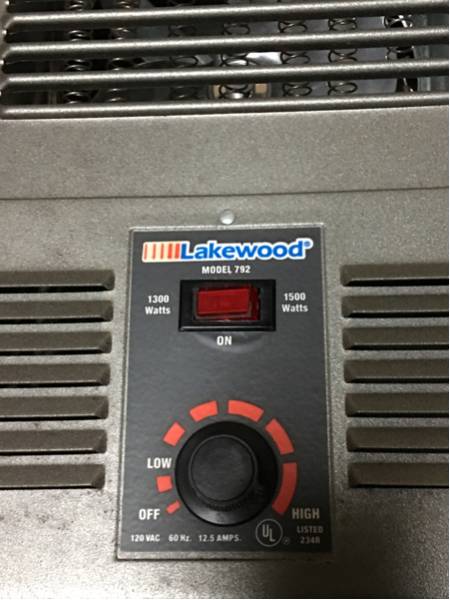 Lakewood®
MODEL 792
1300 Watts
1500 Watts
ON
LOW
OFF
HIGH
120 VAC 60 Hz. 12.5 AMPS.
UL ®
LISTED
234R